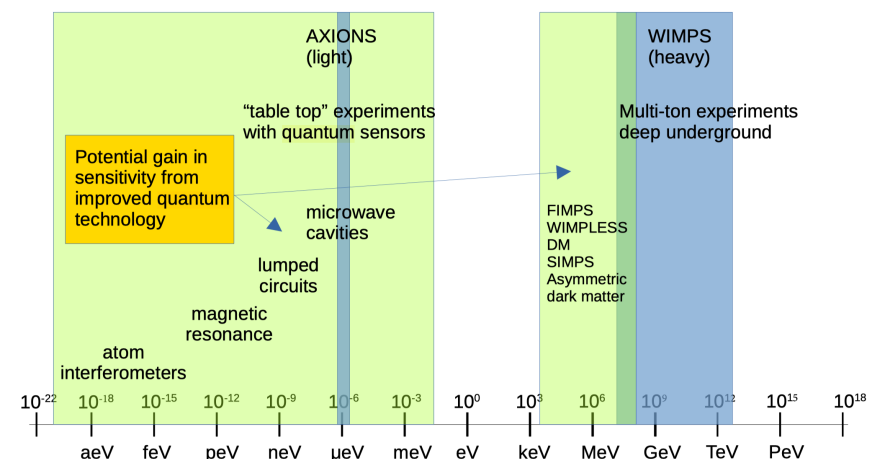 AXIONS
(light)
WIMPS
(heavy)
“table top” experiments
with quantum sensors
Multi-ton experiments
deep underground
Potential gain in
sensitivity from
improved quantum
technology
microwave
cavities
FIMPS
WIMPLESS
DM
SIMPS
Asymmetric
dark matter
lumped
circuits
magnetic
resonance
atom
interferometers
10⁻²² 10⁻¹⁸ 10⁻¹⁵ 10⁻¹² 10⁻⁹ 10⁻⁶ 10⁻³ 10⁰ 10³ 10⁶ 10⁹ 10¹² 10¹⁵ 10¹⁸
aeV feV peV neV µeV meV eV keV MeV GeV TeV PeV